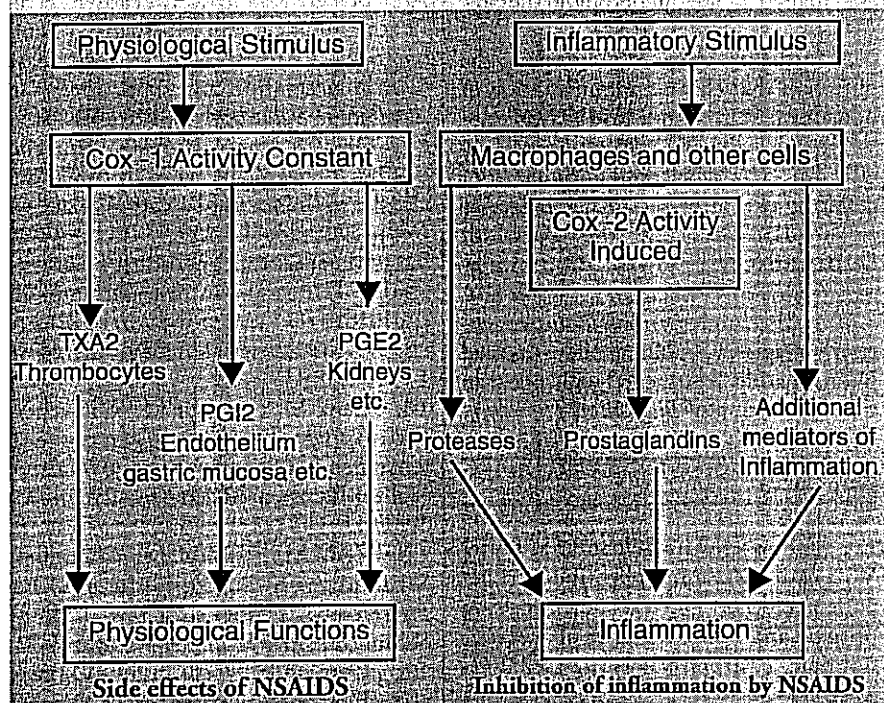 Physiological Stimulus
Cox -1 Activity Constant
TXA2
Thrombocytes
PGI2
Endothelium
gastric mucosa etc.
PGE2
Kidneys
etc.
Physiological Functions
Side effects of NSAIDS
Inflammatory Stimulus
Macrophages and other cells
Cox -2 Activity
Induced
Proteases
Prostaglandins
Additional
mediators of
Inflammation
Inflammation
Inhibition of inflammation by NSAIDS